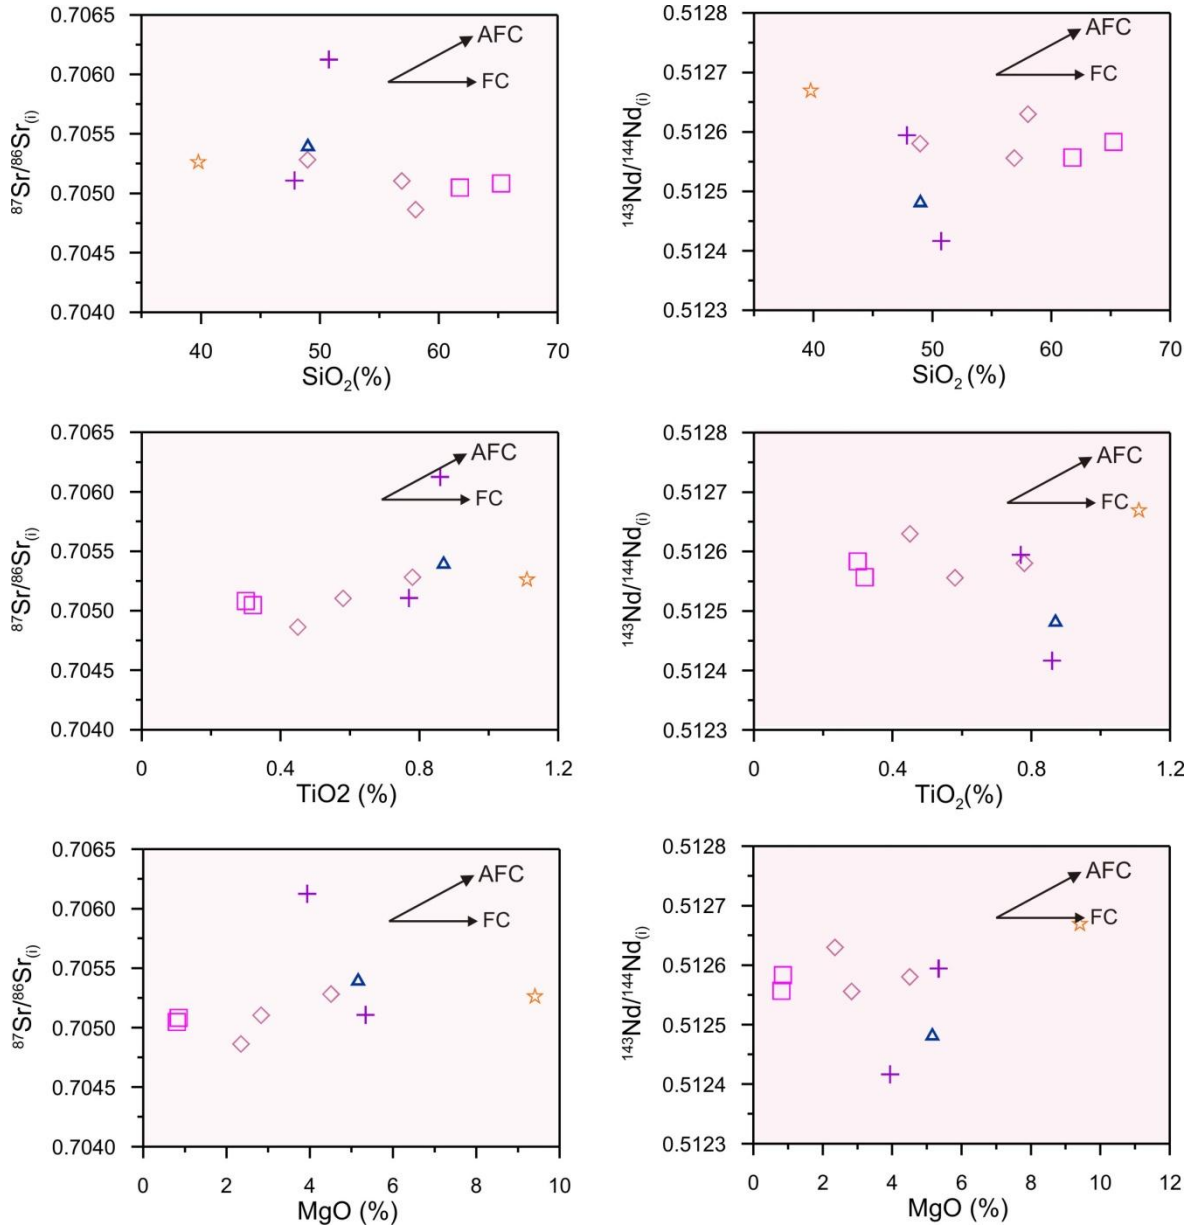 0.7065
0.7060
0.7055
0.7050
0.7045
0.7040
⁸⁷Sr/⁸⁶Sr(i)
AFC
FC
40 50 60 70
SiO₂(%)
0.5128
0.5127
0.5126
0.5125
0.5124
0.5123
¹⁴³Nd/¹⁴⁴Nd(i)
AFC
FC
40 50 60 70
SiO₂(%)
0.7065
0.7060
0.7055
0.7050
0.7045
0.7040
⁸⁷Sr/⁸⁶Sr(i)
AFC
FC
0 0.4 0.8 1.2
TiO2 (%)
0.5128
0.5127
0.5126
0.5125
0.5124
0.5123
¹⁴³Nd/¹⁴⁴Nd(i)
AFC
FC
0 0.4 0.8 1.2
TiO₂(%)
0.7065
0.7060
0.7055
0.7050
0.7045
0.7040
⁸⁷Sr/⁸⁶Sr(i)
AFC
FC
0 2 4 6 8 10
MgO (%)
0.5128
0.5127
0.5126
0.5125
0.5124
0.5123
¹⁴³Nd/¹⁴⁴Nd(i)
AFC
FC
0 2 4 6 8 10 12
MgO (%)